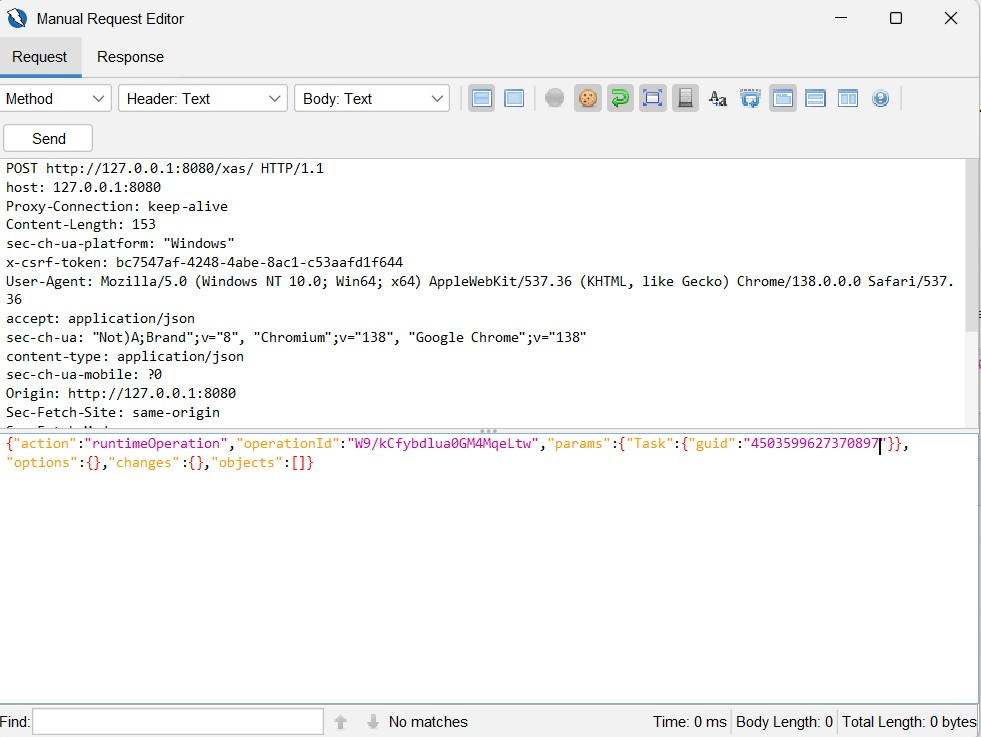 Manual Request Editor
Request Response
Method Header: Text Body: Text
Send
POST http://127.0.0.1:8080/xas/ HTTP/1.1
host: 127.0.0.1:8080
Proxy-Connection: keep-alive
Content-Length: 153
sec-ch-ua-platform: "Windows"
x-csrf-token: bc7547af-4248-4abe-8ac1-c53aafd1f644
User-Agent: Mozilla/5.0 (Windows NT 10.0; Win64; x64) AppleWebKit/537.36 (KHTML, like Gecko) Chrome/138.0.0.0 Safari/537.
36
accept: application/json
sec-ch-ua: "Not)A;Brand";v="8", "Chromium";v="138", "Google Chrome";v="138"
content-type: application/json
sec-ch-ua-mobile: ?0
Origin: http://127.0.0.1:8080
Sec-Fetch-Site: same-origin
{"action":"runtimeOperation","operationId":"W9/kCfybdlua0GM4MqeLtw","params":{"Task":{"guid":"4503599627370897"}},
"options":{},"changes":{},"objects":[]}
Find: No matches Time: 0 ms Body Length: 0 Total Length: 0 bytes